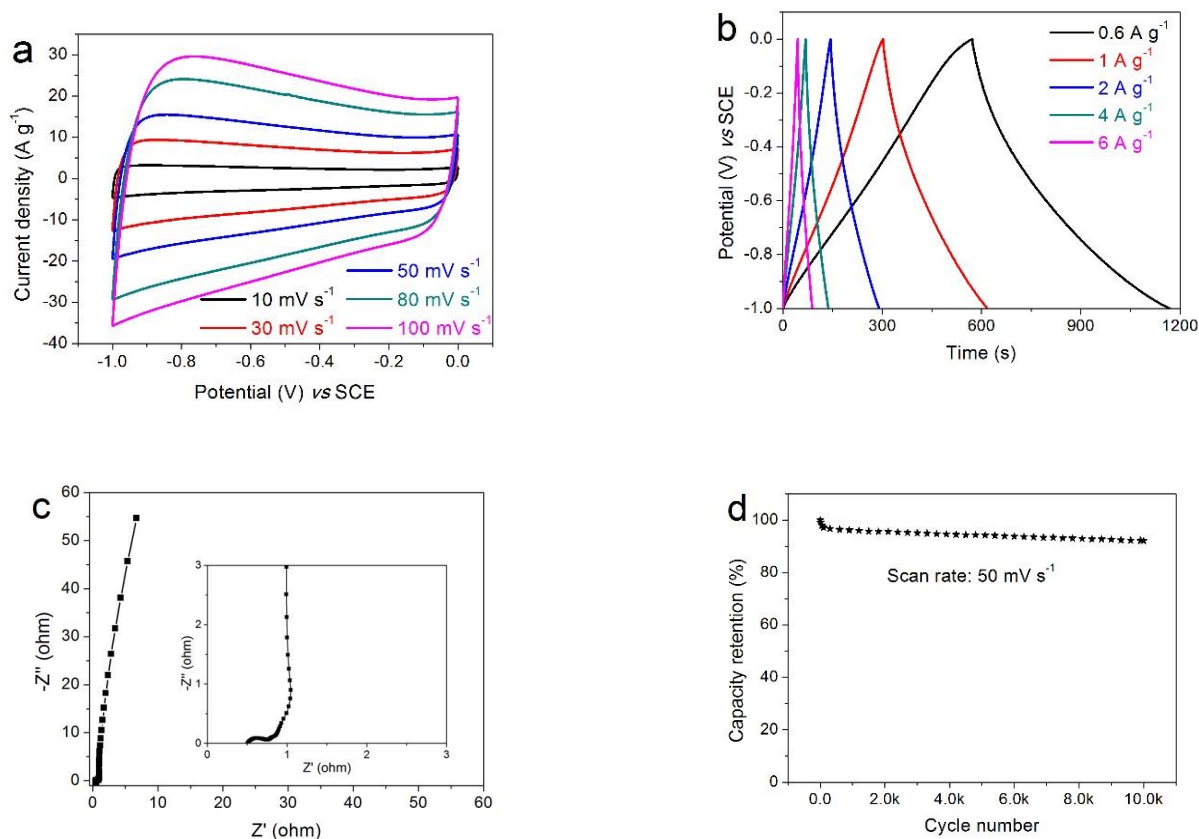 a
Current density (A g⁻¹)
30
20
10
0
-10
-20
-30
-40
50 mV s⁻¹
10 mV s⁻¹
80 mV s⁻¹
30 mV s⁻¹
100 mV s⁻¹
-1.0
-0.8
-0.6
-0.4
-0.2
0.0
Potential (V) vs SCE
b
Potential (V) vs SCE
0.0
-0.2
-0.4
-0.6
-0.8
-1.0
0.6 A g⁻¹
1 A g⁻¹
2 A g⁻¹
4 A g⁻¹
6 A g⁻¹
0
300
600
900
1200
Time (s)
c
-Z" (ohm)
60
50
40
30
20
10
0
-Z" (ohm)
3
2
1
0
0
1
2
3
Z' (ohm)
0
10
20
30
40
50
60
Z' (ohm)
d
Capacity retention (%)
100
80
60
40
20
0
Scan rate: 50 mV s⁻¹
0.0
2.0k
4.0k
6.0k
8.0k
10.0k
Cycle number